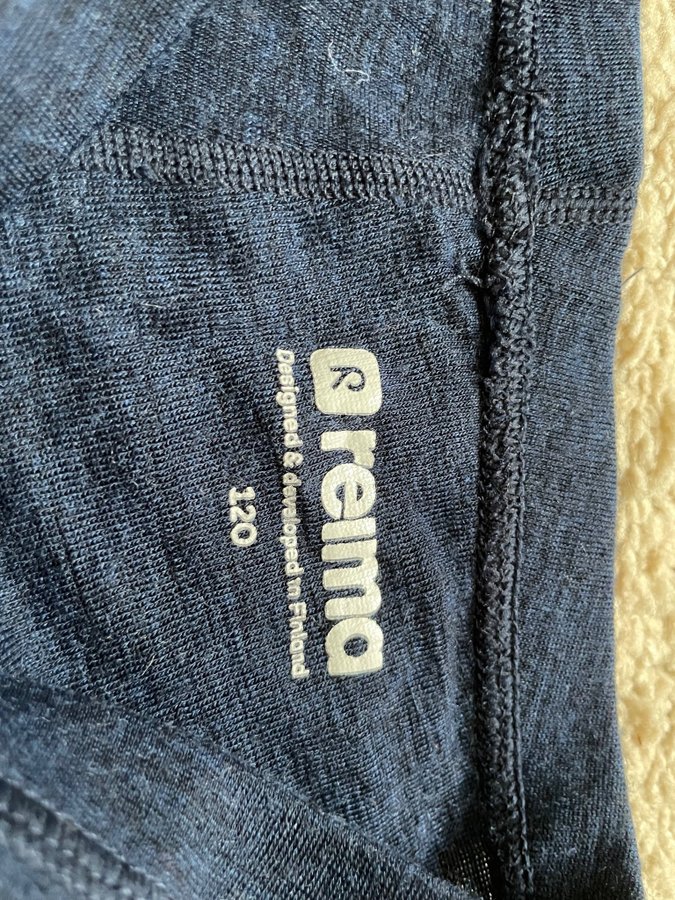 R reima
Designed & developed in Finland
120